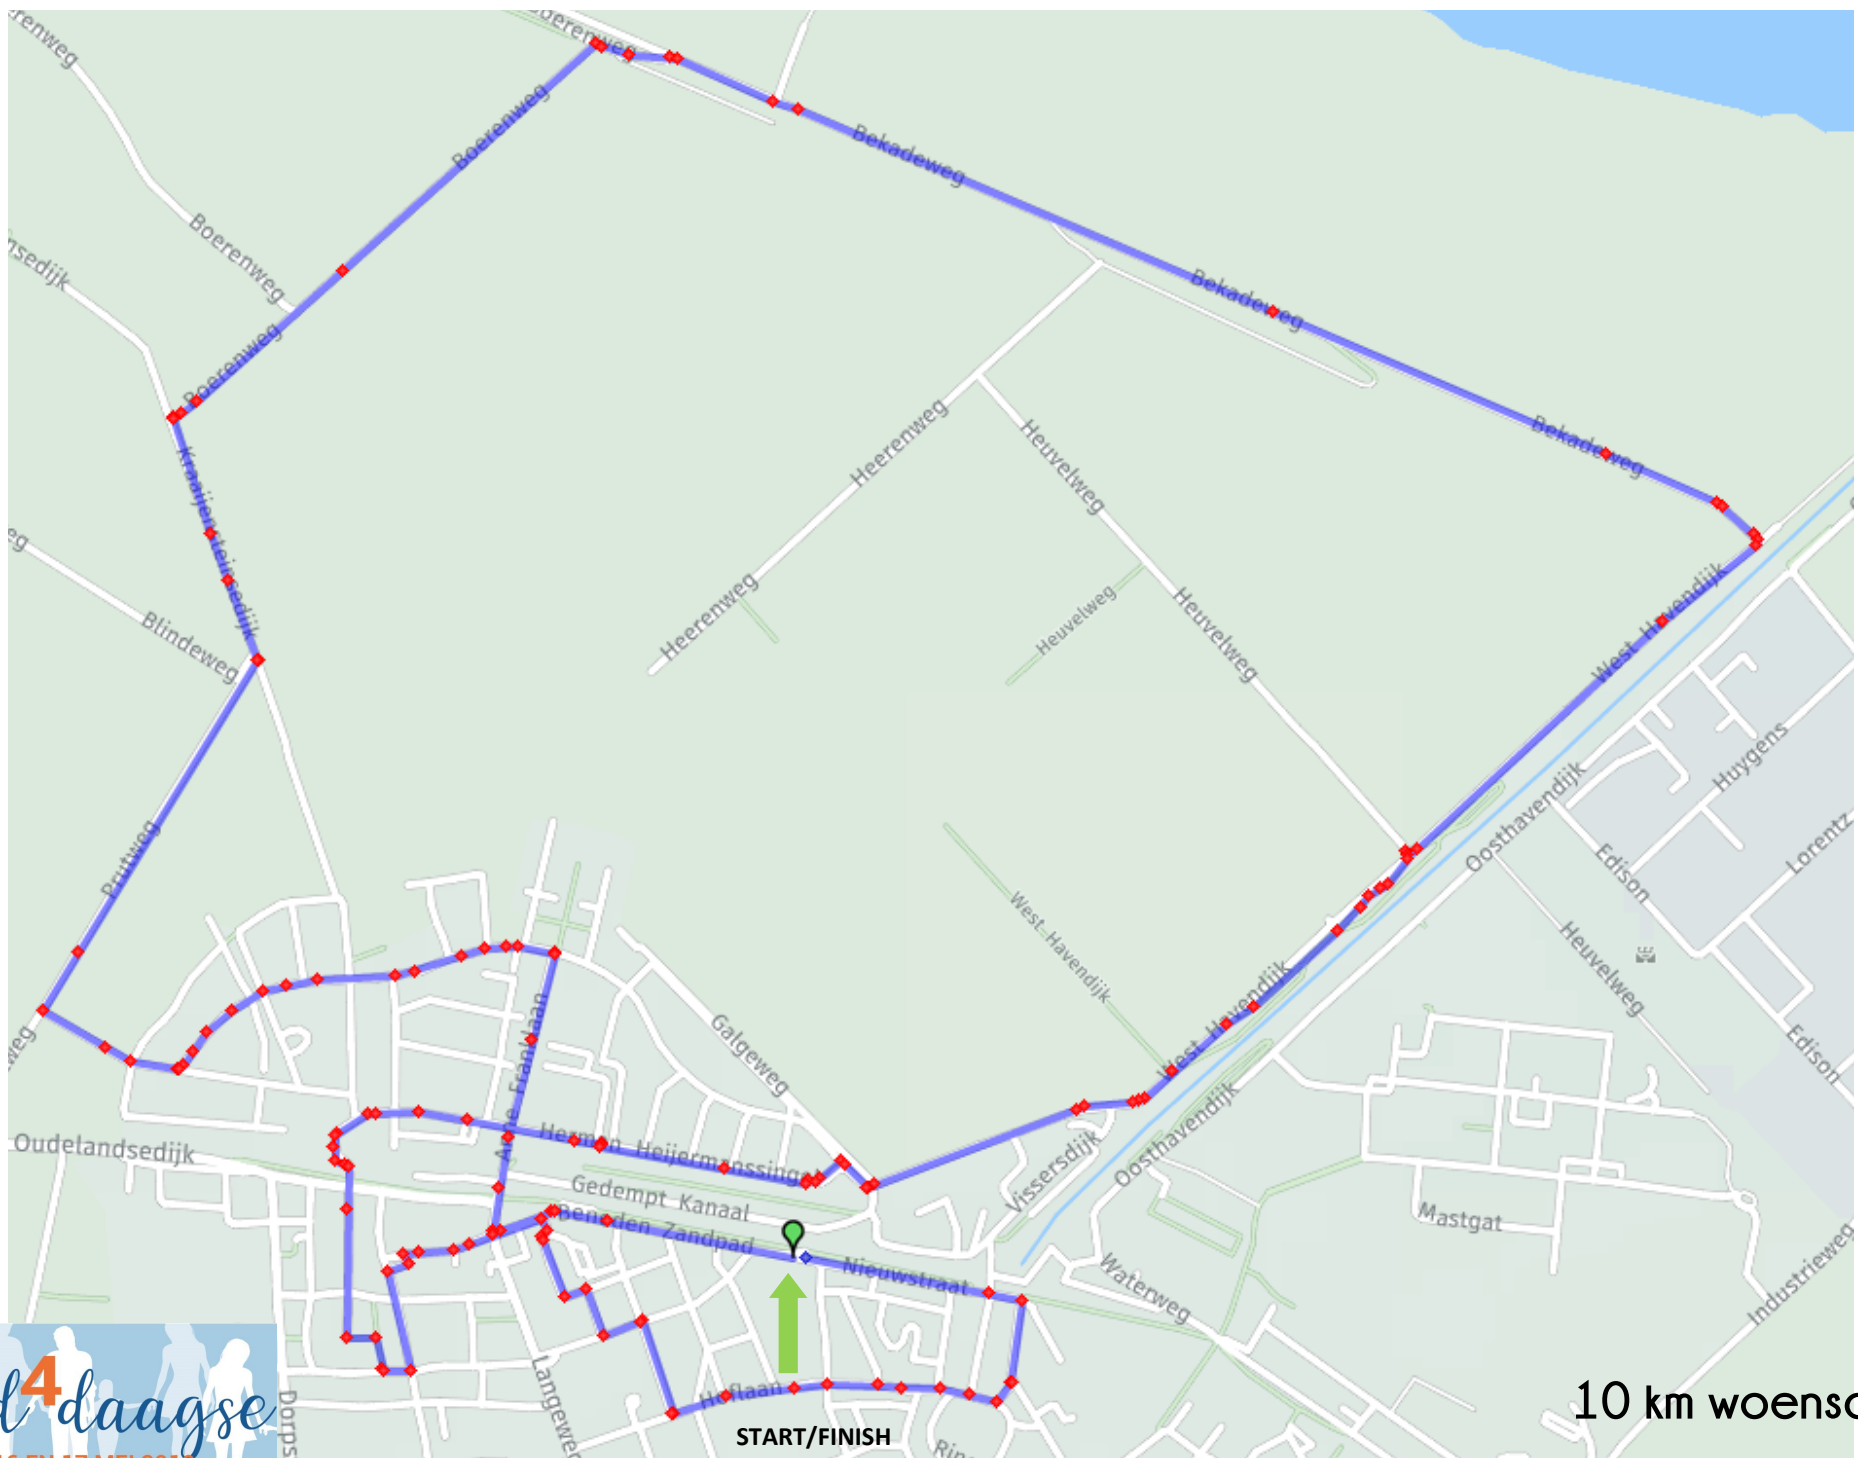 Boerenweg
Boerenweg
Bekadeweg
Boerenweg
Bekadeweg
Boerenweg
Bekadeweg
Heerenweg
Heuvelweg
Kraaijensteinsedijk
Blindeweg
Heerenweg
Heuvelweg
Heuvelweg
West Havendijk
Huygens
Oosthavendijk
Lorentz
Edison
Prutweg
West Havendijk
Heuvelweg
West Havendijk
Edison
Galgeweg
Anne Franklaan
Oosthavendijk
Oudelandsedijk
Herman Heijermanssingel
Vissersdijk
Gedempt Kanaal
Beneden Zandpad
Mastgat
Nieuwstraat
Waterweg
Industrieweg
Langeweg
Hoflaan
4daagse
10 km
START/FINISH